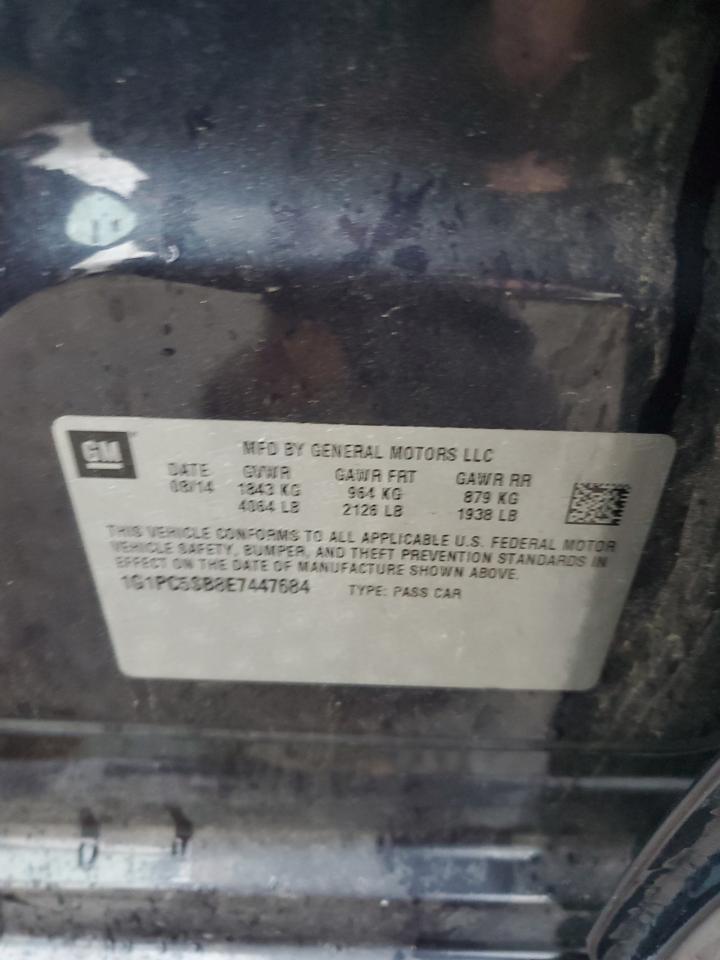 GM
MFD BY GENERAL MOTORS LLC
DATE GVWR GAWR FRT GAWR RR
08/14 1843 KG 964 KG 879 KG
4064 LB 2126 LB 1938 LB
THIS VEHICLE CONFORMS TO ALL APPLICABLE U.S. FEDERAL MOTOR
VEHICLE SAFETY, BUMPER, AND THEFT PREVENTION STANDARDS IN
EFFECT ON THE DATE OF MANUFACTURE SHOWN ABOVE.
1G1PC5SB8E7447684 TYPE: PASS CAR